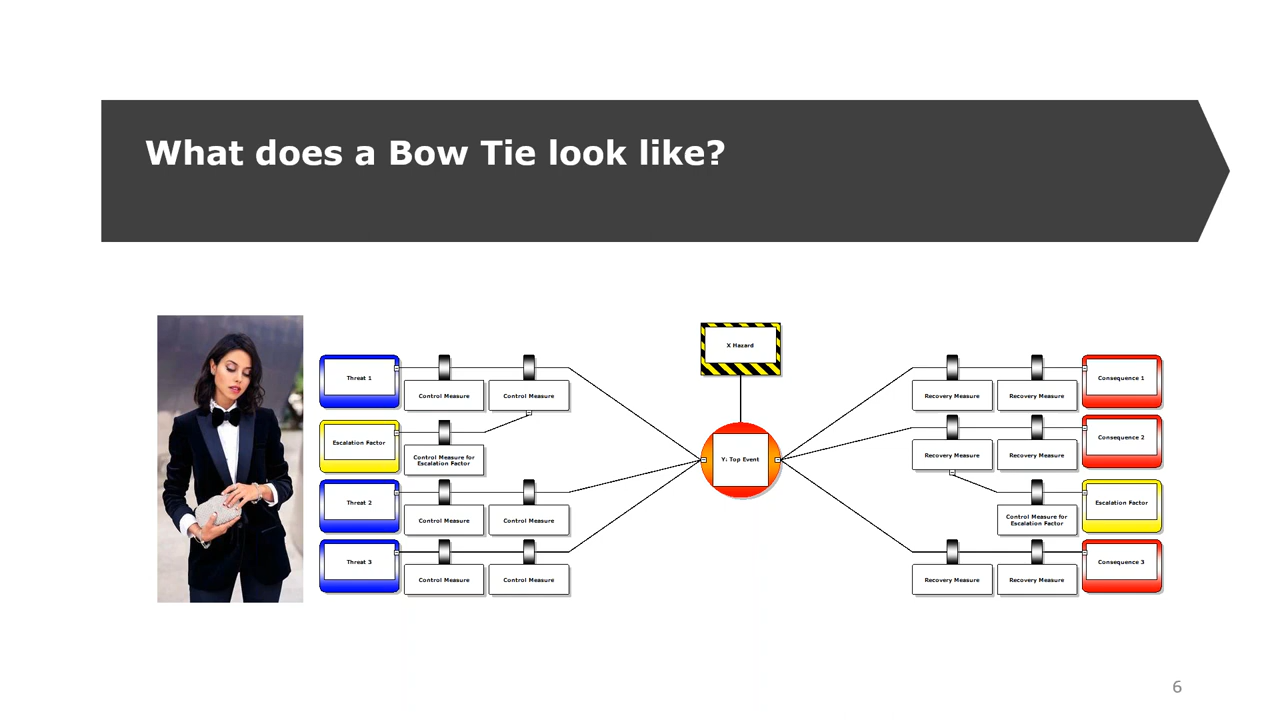 What does a Bow Tie look like?
X Hazard
Threat 1
Control Measure
Control Measure
Escalation Factor
Control Measure for
Escalation Factor
Threat 2
Control Measure
Control Measure
Threat 3
Control Measure
Control Measure
Y: Top Event
Recovery Measure
Recovery Measure
Consequence 1
Recovery Measure
Recovery Measure
Consequence 2
Control Measure for
Escalation Factor
Escalation Factor
Recovery Measure
Recovery Measure
Consequence 3
6